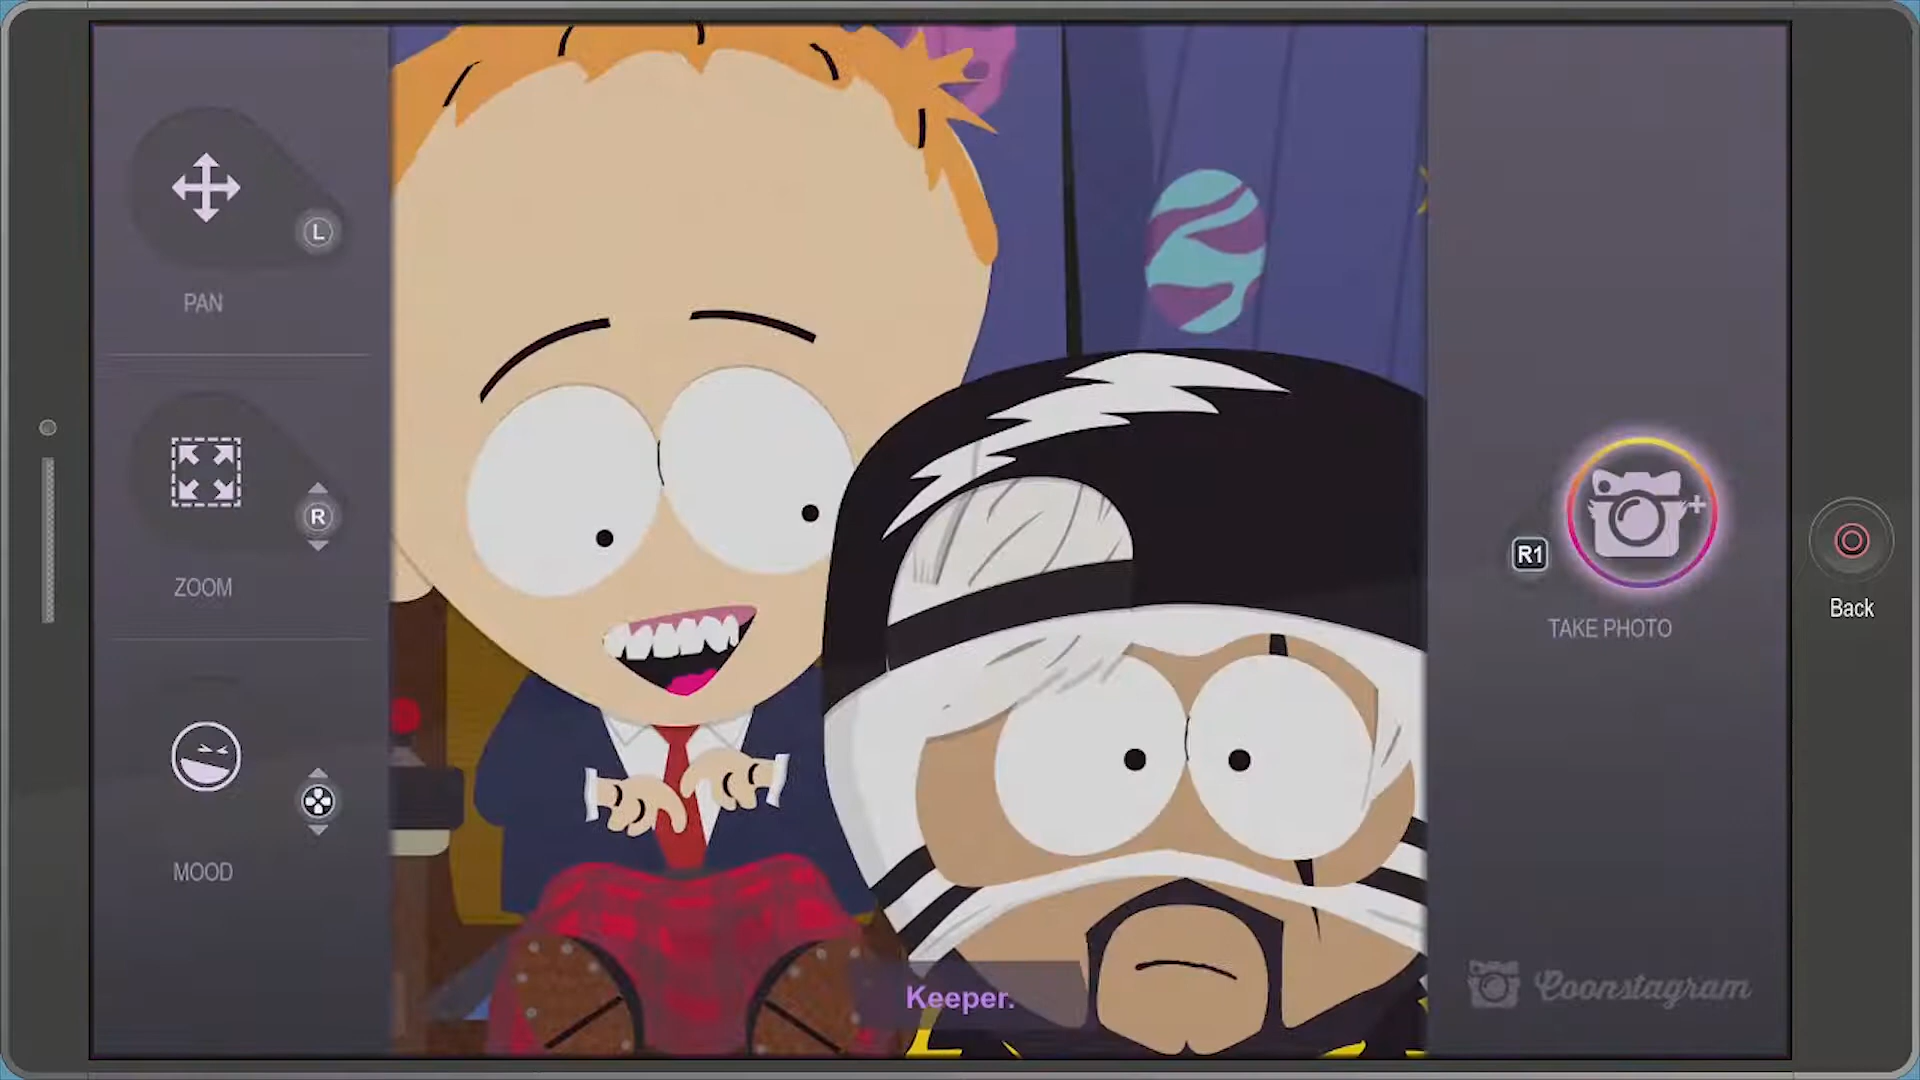 L
PAN
R
ZOOM
MOOD
R1
TAKE PHOTO
Back
Keeper.
Coonstagram